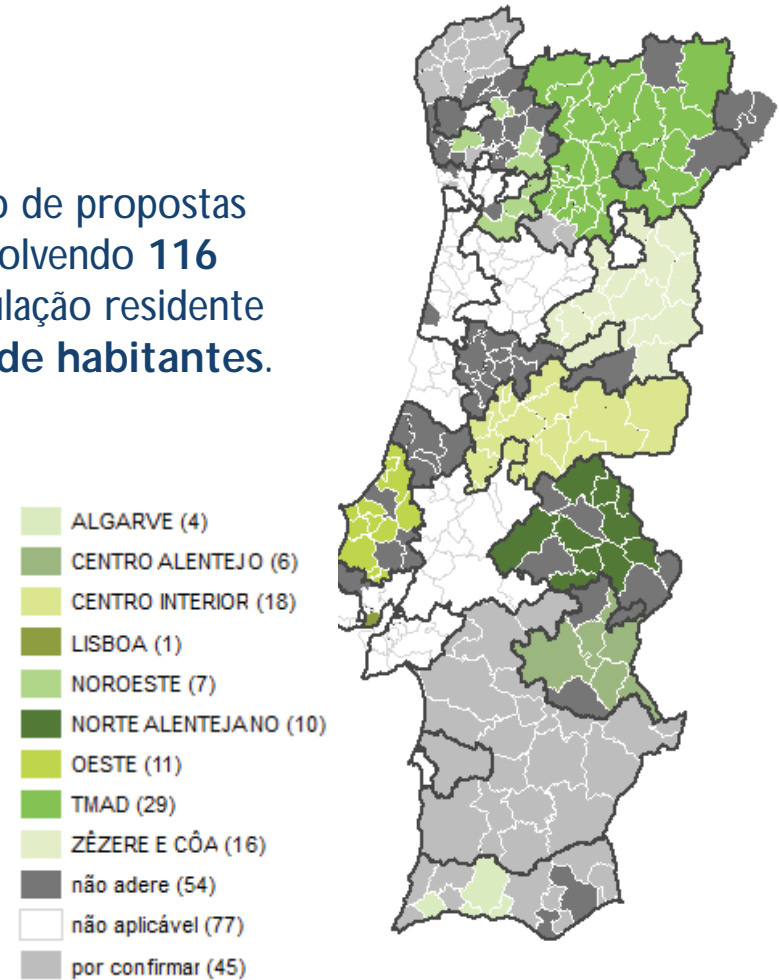 de propostas
olvendo 116
ulação residente
de habitantes.
ALGARVE (4)
CENTRO ALENTEJO (6)
CENTRO INTERIOR (18)
LISBOA (1)
NOROESTE (7)
NORTE ALENTEJANO (10)
OESTE (11)
TMAD (29)
ZÊZERE E CÔA (16)
não adere (54)
não aplicável (77)
por confirmar (45)